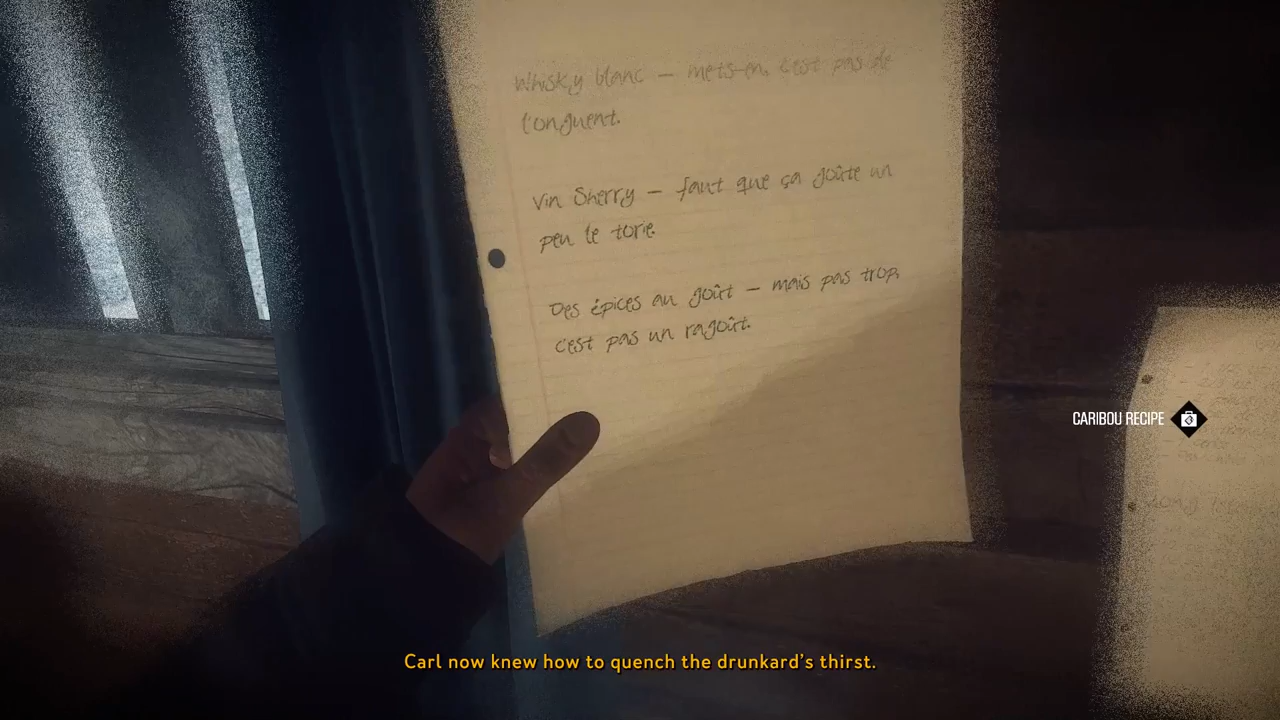 Whisky blanc — mets-en, c'est pas de
l'onguent.
Vin Sherry — faut que ça goûte un
peu le torie.
Des épices au goût — mais pas trop,
c'est pas un ragoût.
CARIBOU RECIPE
Carl now knew how to quench the drunkard's thirst.